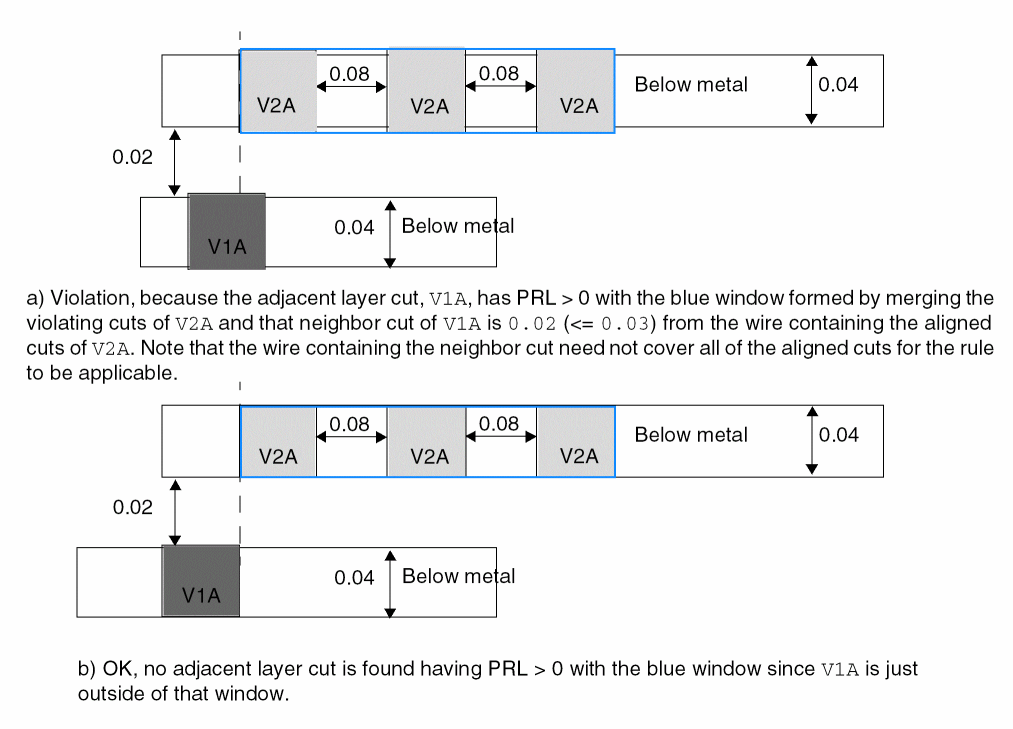 0.08 0.08
V2A V2A V2A Below metal 0.04
0.02
0.04 Below metal
V1A
a) Violation, because the adjacent layer cut, V1A, has PRL > 0 with the blue window formed by merging the
violating cuts of V2A and that neighbor cut of V1A is 0.02 (<= 0.03) from the wire containing the aligned
cuts of V2A. Note that the wire containing the neighbor cut need not cover all of the aligned cuts for the rule
to be applicable.
0.08 0.08
V2A V2A V2A Below metal 0.04
0.02
0.04 Below metal
V1A
b) OK, no adjacent layer cut is found having PRL > 0 with the blue window since V1A is just
outside of that window.